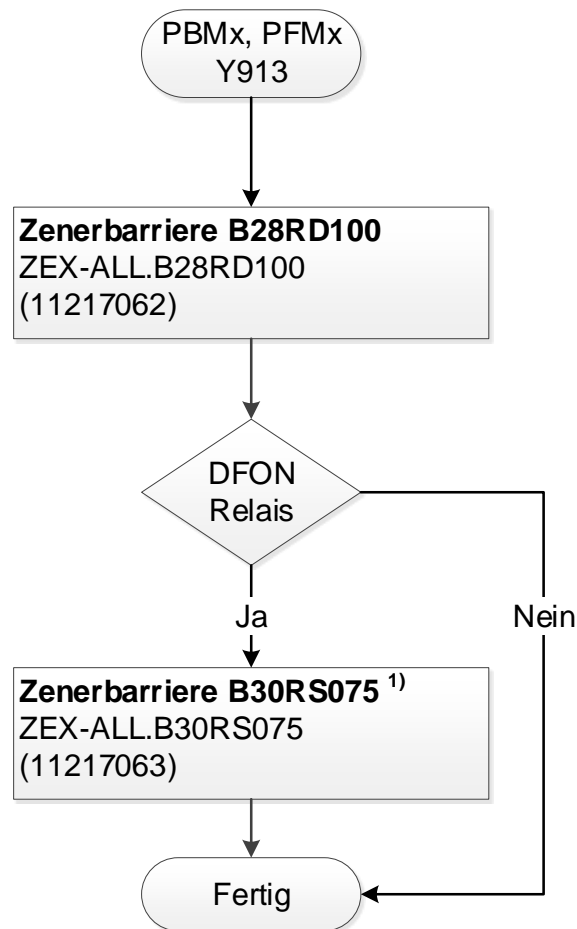 PBMx, PFMx
Y913
Zenerbarriere B28RD100
ZEX-ALL.B28RD100
(11217062)
DFON
Relais
Ja
Nein
Zenerbarriere B30RS075 ¹⁾
ZEX-ALL.B30RS075
(11217063)
Fertig